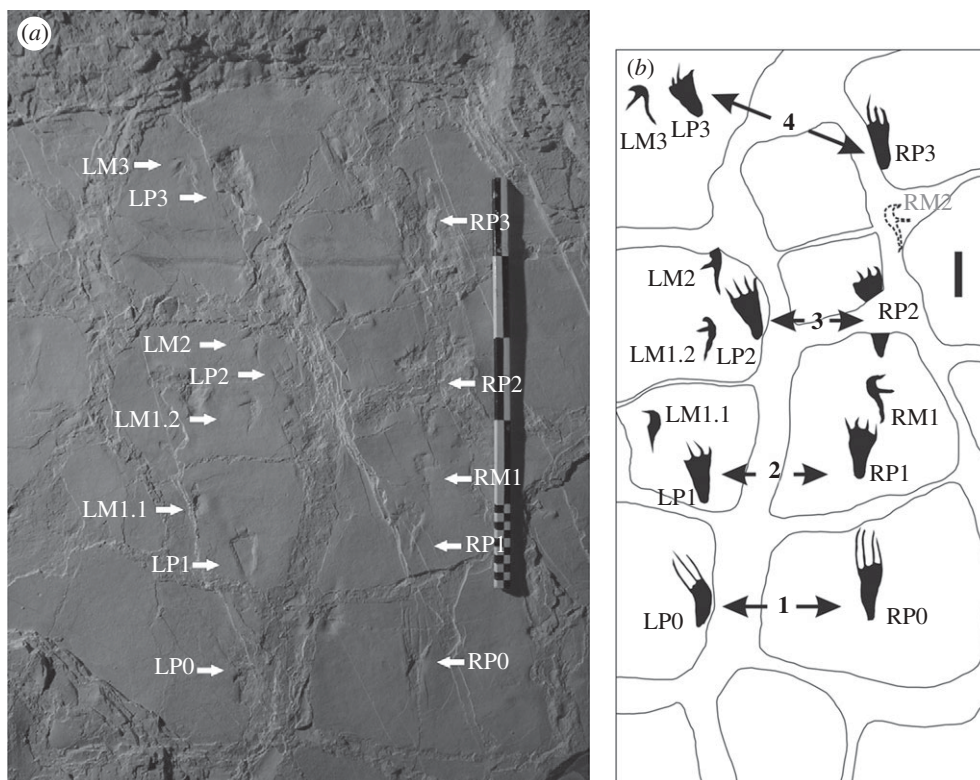 (a)
LM3
LP3
RP3
LM2
LP2
RP2
LM1.2
RM1
LM1.1
RP1
LP1
LP0
RP0
(b)
LM3
LP3
4
RP3
RM2
LM2
3
RP2
LM1.2
LP2
LM1.1
RM1
2
LP1
RP1
1
LP0
RP0